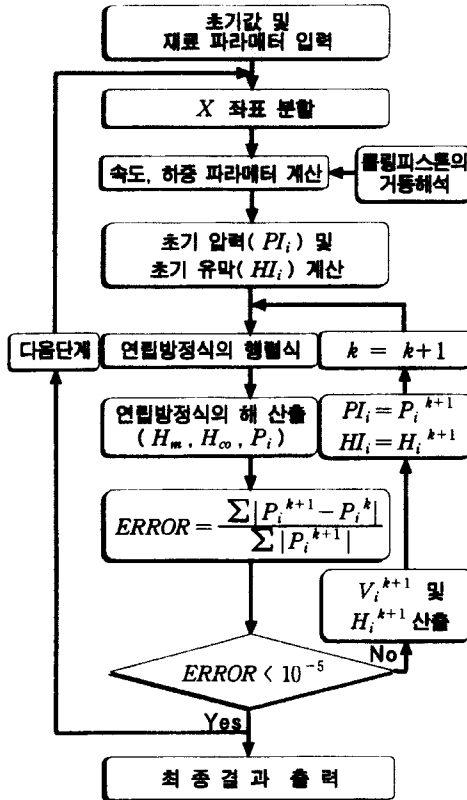 초기값 및
재료 파라메터 입력
X 좌표 분할
속도, 하중 파라메터 계산
롤링피스톤의
거동해석
초기 압력(PI_i) 및
초기 유막(HI_i) 계산
다음단계
연립방정식의 행렬식
k = k+1
연립방정식의 해 산출
(H_m, H_co, P_i)
PI_i = P_i^{k+1}
HI_i = H_i^{k+1}
ERROR = \frac{∑|P_i^{k+1} - P_i^k|}{∑|P_i^{k+1}|}
V_i^{k+1} 및
H_i^{k+1} 산출
ERROR < 10^{-5}
No
Yes
최종결과 출력